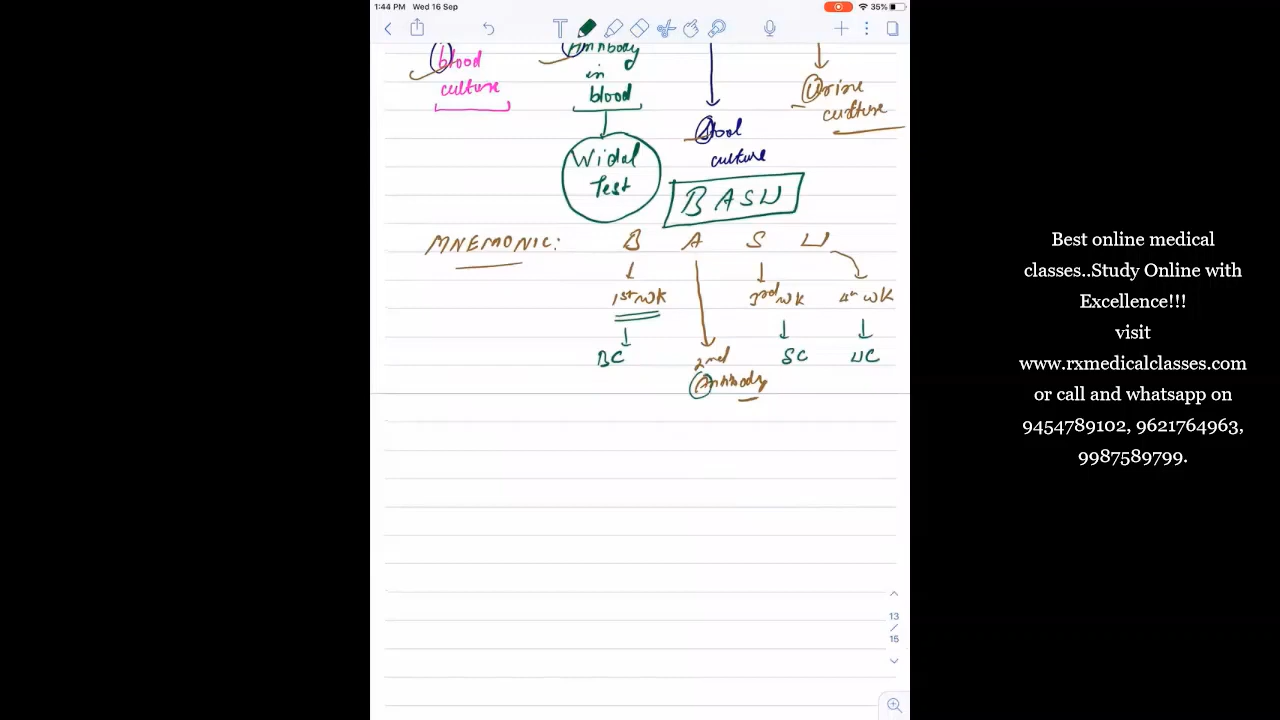 1:44 PM Wed 16 Sep
35%
T
blood
culture
Antibody
in
blood
Widal
Test
Stool
culture
Urine
culture
BASU
MNEMONIC: B A S U
1st wk
3rd wk
4th wk
BC
2nd
Antibody
SC
UC
13
/
15
Best online medical
classes..Study Online with
Excellence!!!
visit
www.rxmedicalclasses.com
or call and whatsapp on
9454789102, 9621764963,
9987589799.